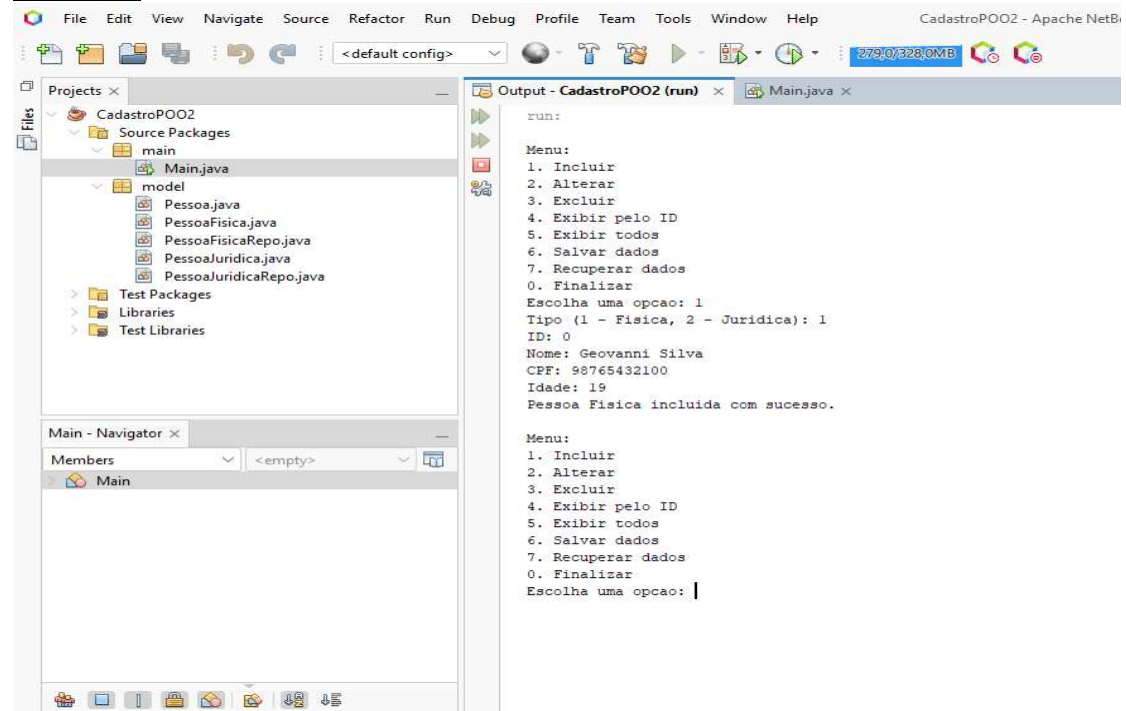 File Edit View Navigate Source Refactor Run Debug Profile Team Tools Window Help CadastroPOO2 - Apache NetBe
<default config>
279,0/328,0MB
Files
Projects
CadastroPOO2
Source Packages
main
Main.java
model
Pessoa.java
PessoaFisica.java
PessoaFisicaRepo.java
PessoaJuridica.java
PessoaJuridicaRepo.java
Test Packages
Libraries
Test Libraries
Main - Navigator
Members
<empty>
Main
Output - CadastroPOO2 (run)
Main.java
run:
Menu:
1. Incluir
2. Alterar
3. Excluir
4. Exibir pelo ID
5. Exibir todos
6. Salvar dados
7. Recuperar dados
0. Finalizar
Escolha uma opcao: 1
Tipo (1 - Fisica, 2 - Juridica): 1
ID: 0
Nome: Geovanni Silva
CPF: 98765432100
Idade: 19
Pessoa Fisica incluida com sucesso.
Menu:
1. Incluir
2. Alterar
3. Excluir
4. Exibir pelo ID
5. Exibir todos
6. Salvar dados
7. Recuperar dados
0. Finalizar
Escolha uma opcao: